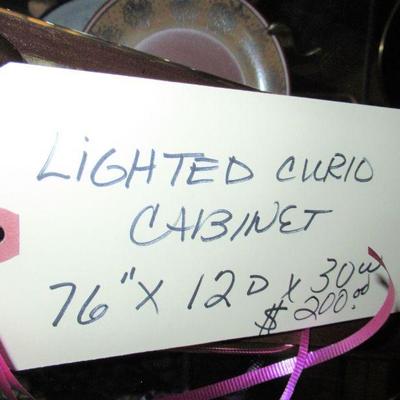 LiGHTED CURIO
CABINET
76" X 12D X 30W
$200.00